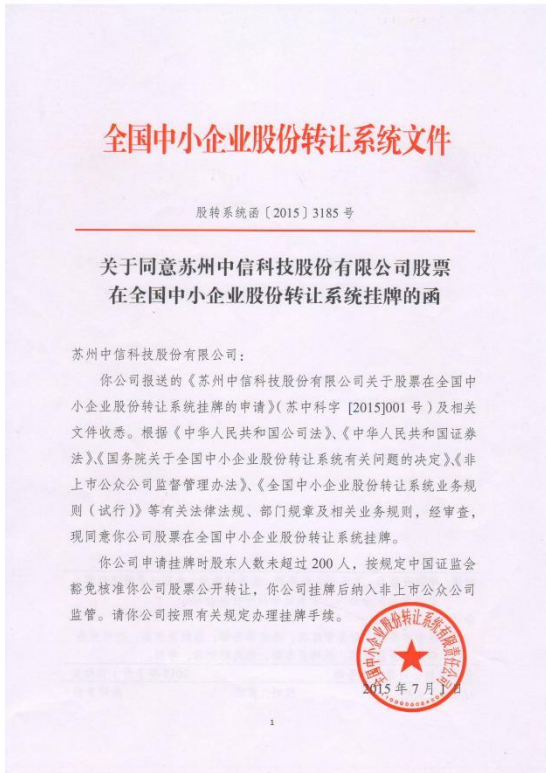 全国中小企业股份转让系统文件
股转系统函〔2015〕3185号
关于同意苏州中信科技股份有限公司股票
在全国中小企业股份转让系统挂牌的函
苏州中信科技股份有限公司：
你公司报送的《苏州中信科技股份有限公司关于股票在全国中
小企业股份转让系统挂牌的申请》（苏中科字 [2015]001号）及相关
文件收悉。根据《中华人民共和国公司法》、《中华人民共和国证券
法》、《国务院关于全国中小企业股份转让系统有关问题的决定》、《非
上市公众公司监督管理办法》、《全国中小企业股份转让系统业务规
则（试行）》等有关法律法规、部门规章及相关业务规则，经审查，
现同意你公司股票在全国中小企业股份转让系统挂牌。
你公司申请挂牌时股东人数未超过 200 人，按规定中国证监会
豁免核准你公司股票公开转让，你公司挂牌后纳入非上市公众公司
监管。请你公司按照有关规定办理挂牌手续。
全国中小企业股份转让系统有限责任公司
2015年7月1日
1